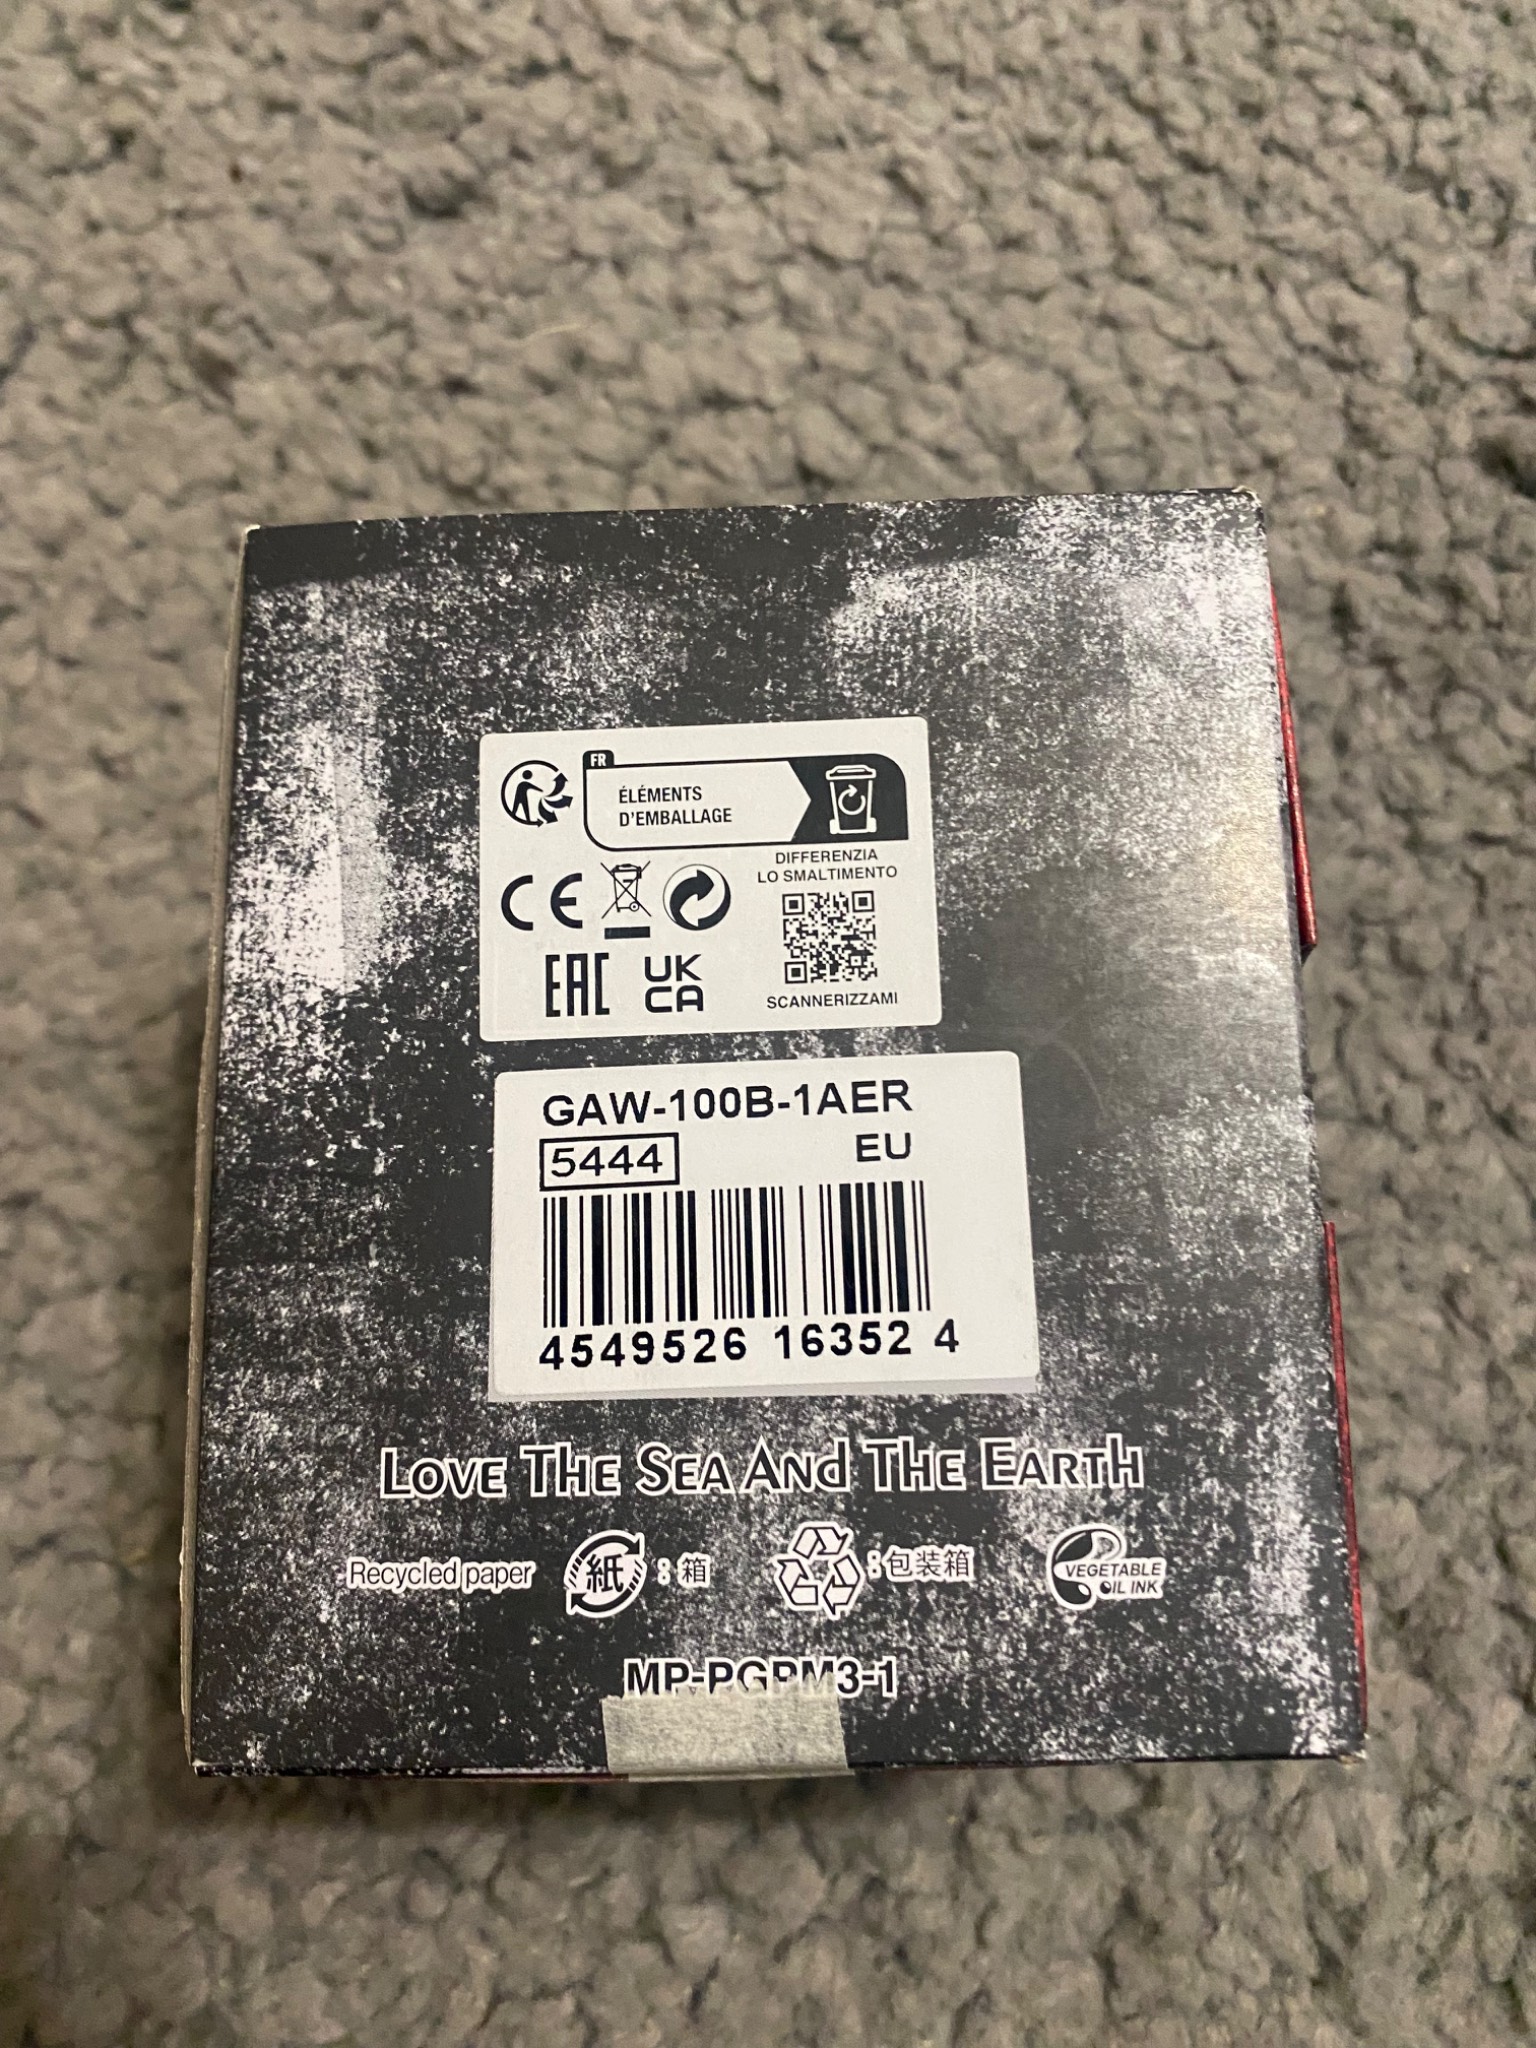 FR
ÉLÉMENTS
D'EMBALLAGE
DIFFERENZIA
LO SMALTIMENTO
CE
EAC
UK
CA
SCANNERIZZAMI
GAW-100B-1AER
5444 EU
4549526 16352 4
LOVE THE SEA AND THE EARTH
Recycled paper 紙 : 箱 : 包装箱 VEGETABLE
OIL INK
MP-PGPM3-1